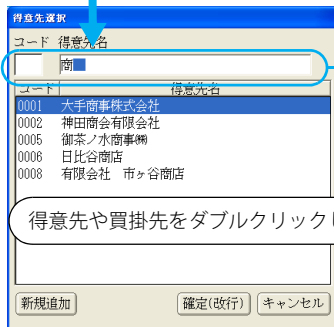 得意先選択
コード 得意先名
商
コード 得意先名
0001 大手商事株式会社
0002 神田商会有限会社
0005 御茶ノ水商事㈱
0006 日比谷商店
0008 有限会社 市ヶ谷商店
得意先や買掛先をダブルクリックし
新規追加 確定(改行) キャンセル